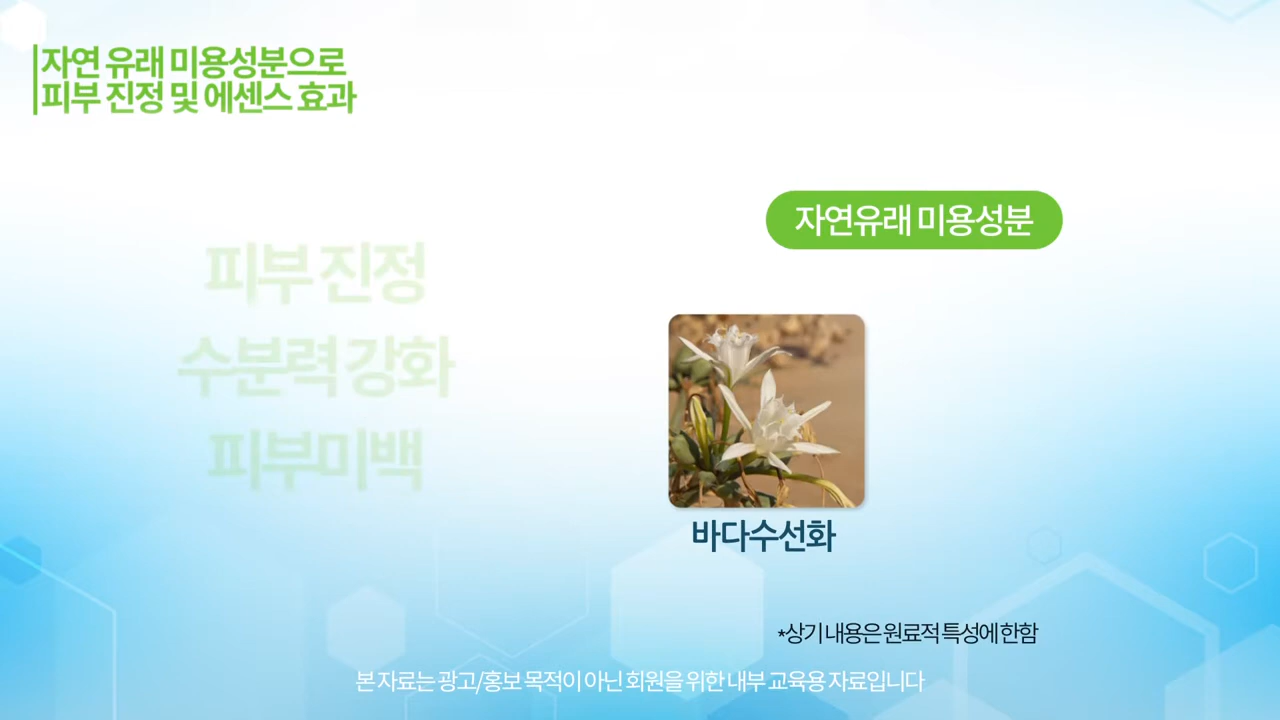 자연 유래 미용성분으로
피부 진정 및 에센스 효과
자연유래 미용성분
피부 진정
수분력 강화
피부미백
바다수선화
*상기 내용은 원료적 특성에 한함
본 자료는 광고/홍보 목적이 아닌 회원을 위한 내부 교육용 자료입니다